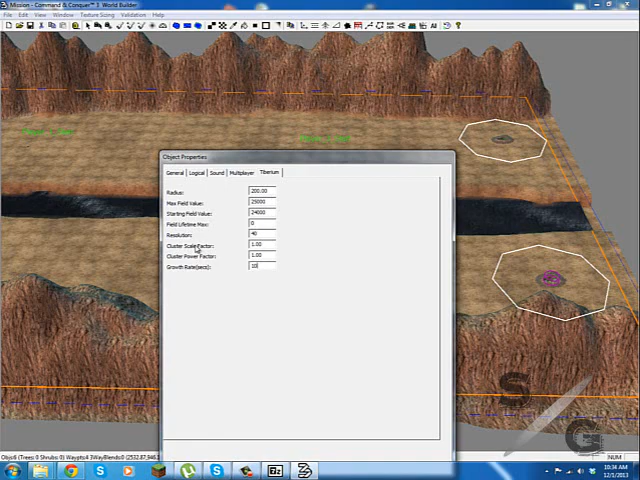 Mission - Command & Conquer™ 3 World Builder
File Edit View Window Texture Sizing Validation Help
Object Properties
General Logical Sound Multiplayer Tiberium
Radius: 200.00
Max Field Value: 25000
Starting Field Value: 24000
Field Lifetime Max: 0
Resolution: 40
Cluster Scale Factor: 1.00
Cluster Power Factor: 1.00
Growth Rate(secs): 10
S
G
NUM
10:34 AM
12/1/2013